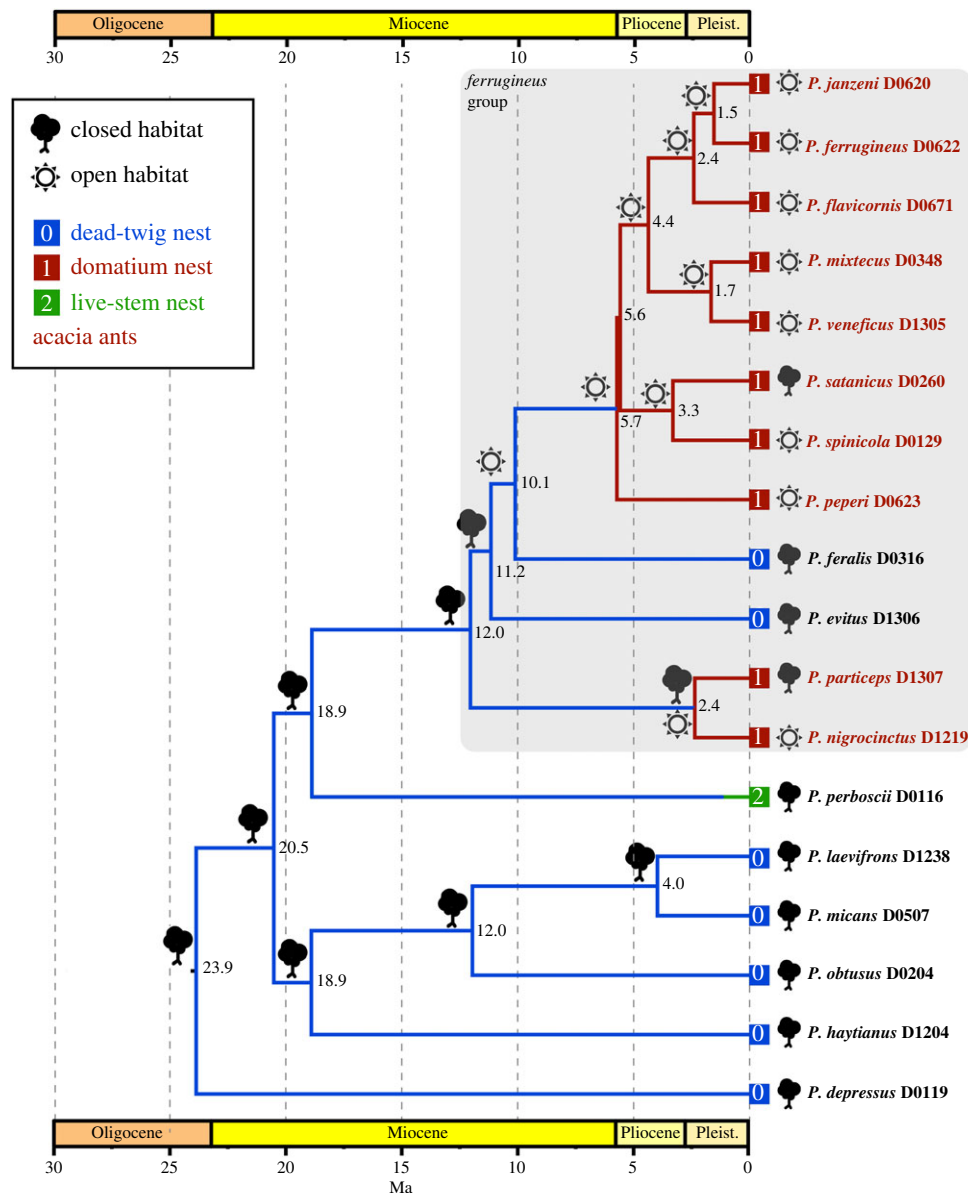 Oligocene Miocene Pliocene Pleist.
30 25 20 15 10 5 0
ferrugineus
group
closed habitat
open habitat
0 dead-twig nest
1 domatium nest
2 live-stem nest
acacia ants
1 P. janzeni D0620
1.5
1 P. ferrugineus D0622
2.4
1 P. flavicornis D0671
4.4
1 P. mixtecus D0348
1.7
1 P. veneficus D1305
5.6
1 P. satanicus D0260
3.3
5.7
1 P. spinicola D0129
10.1
1 P. peperi D0623
0 P. feralis D0316
11.2
0 P. evitus D1306
12.0
1 P. particeps D1307
2.4
18.9
1 P. nigrocinctus D1219
2 P. perboscii D0116
20.5
0 P. laevifrons D1238
4.0
0 P. micans D0507
12.0
23.9
0 P. obtusus D0204
18.9
0 P. haytianus D1204
0 P. depressus D0119
Oligocene Miocene Pliocene Pleist.
30 25 20 15 10 5 0
Ma